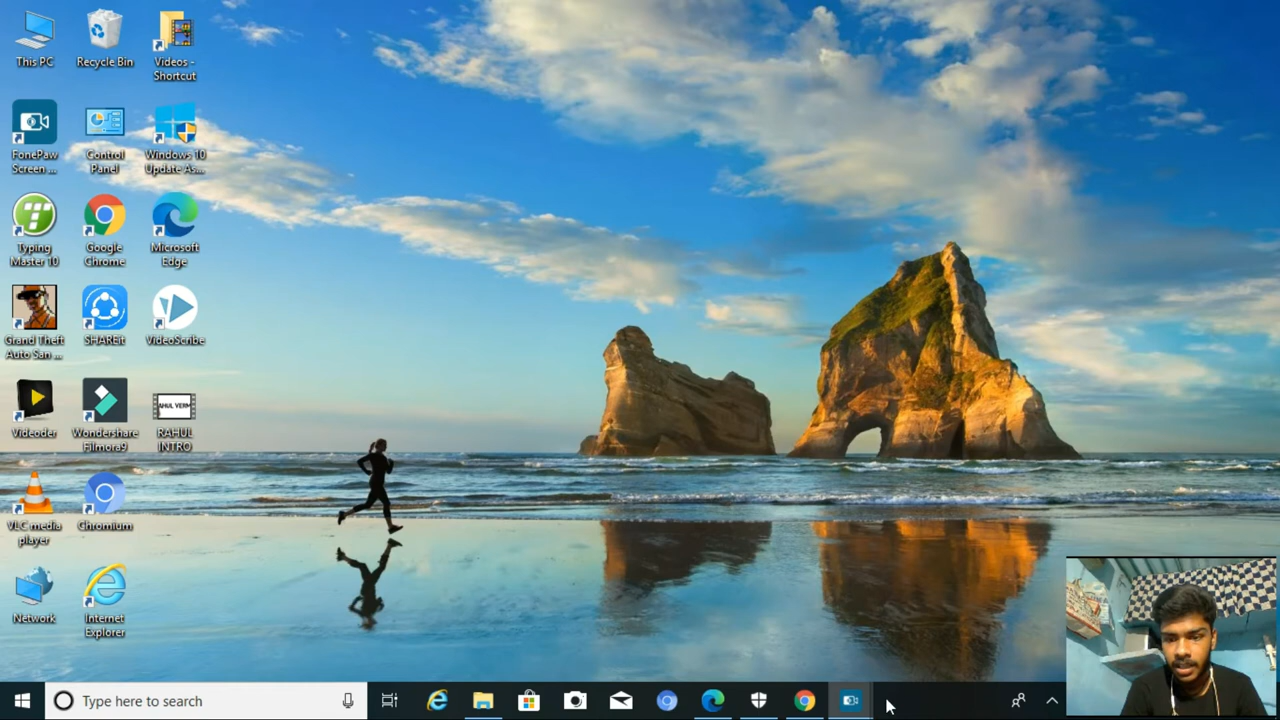 This PC
Recycle Bin
Videos -
Shortcut
FonePaw
Screen ...
Control
Panel
Windows 10
Update As...
Typing
Master 10
Google
Chrome
Microsoft
Edge
Grand Theft
Auto San ...
SHAREit
VideoScribe
Videoder
Wondershare
Filmora9
RAHUL
INTRO
VLC media
player
Chromium
Network
Internet
Explorer
Type here to search